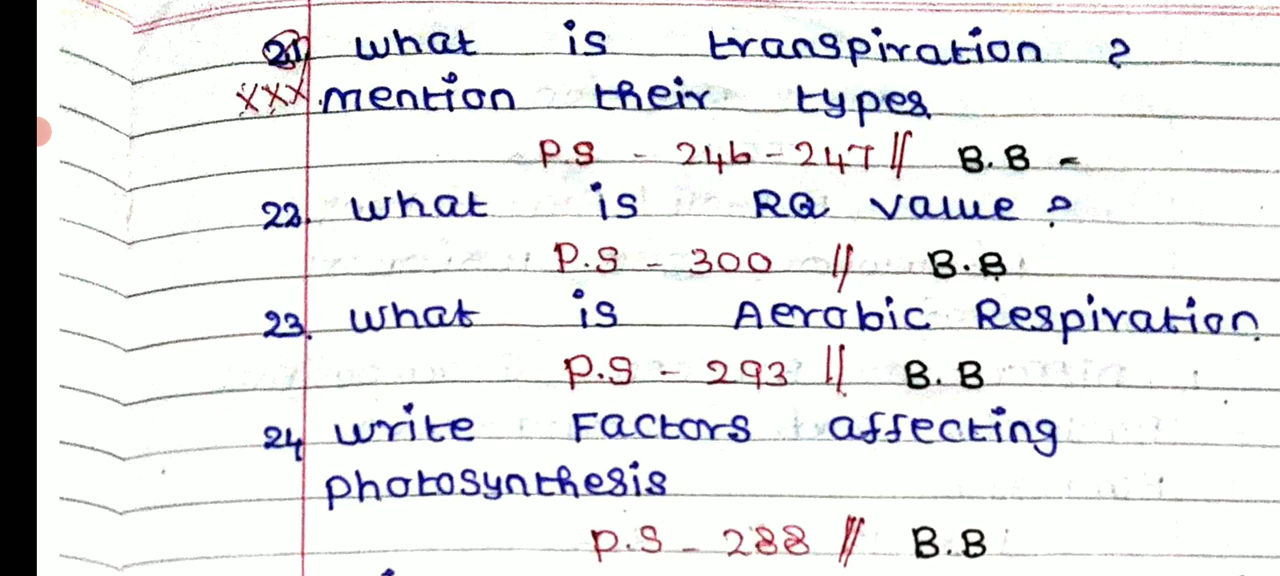 21) what is transpiration ?
xxx. mention their types.
P.S - 246 - 247 // B.B -
22. what is RQ value ?
P.S - 300 // B.B
23. what is Aerobic Respiration.
P.S - 293 // B.B
24 write Factors affecting
photosynthesis
P.S - 288 // B.B